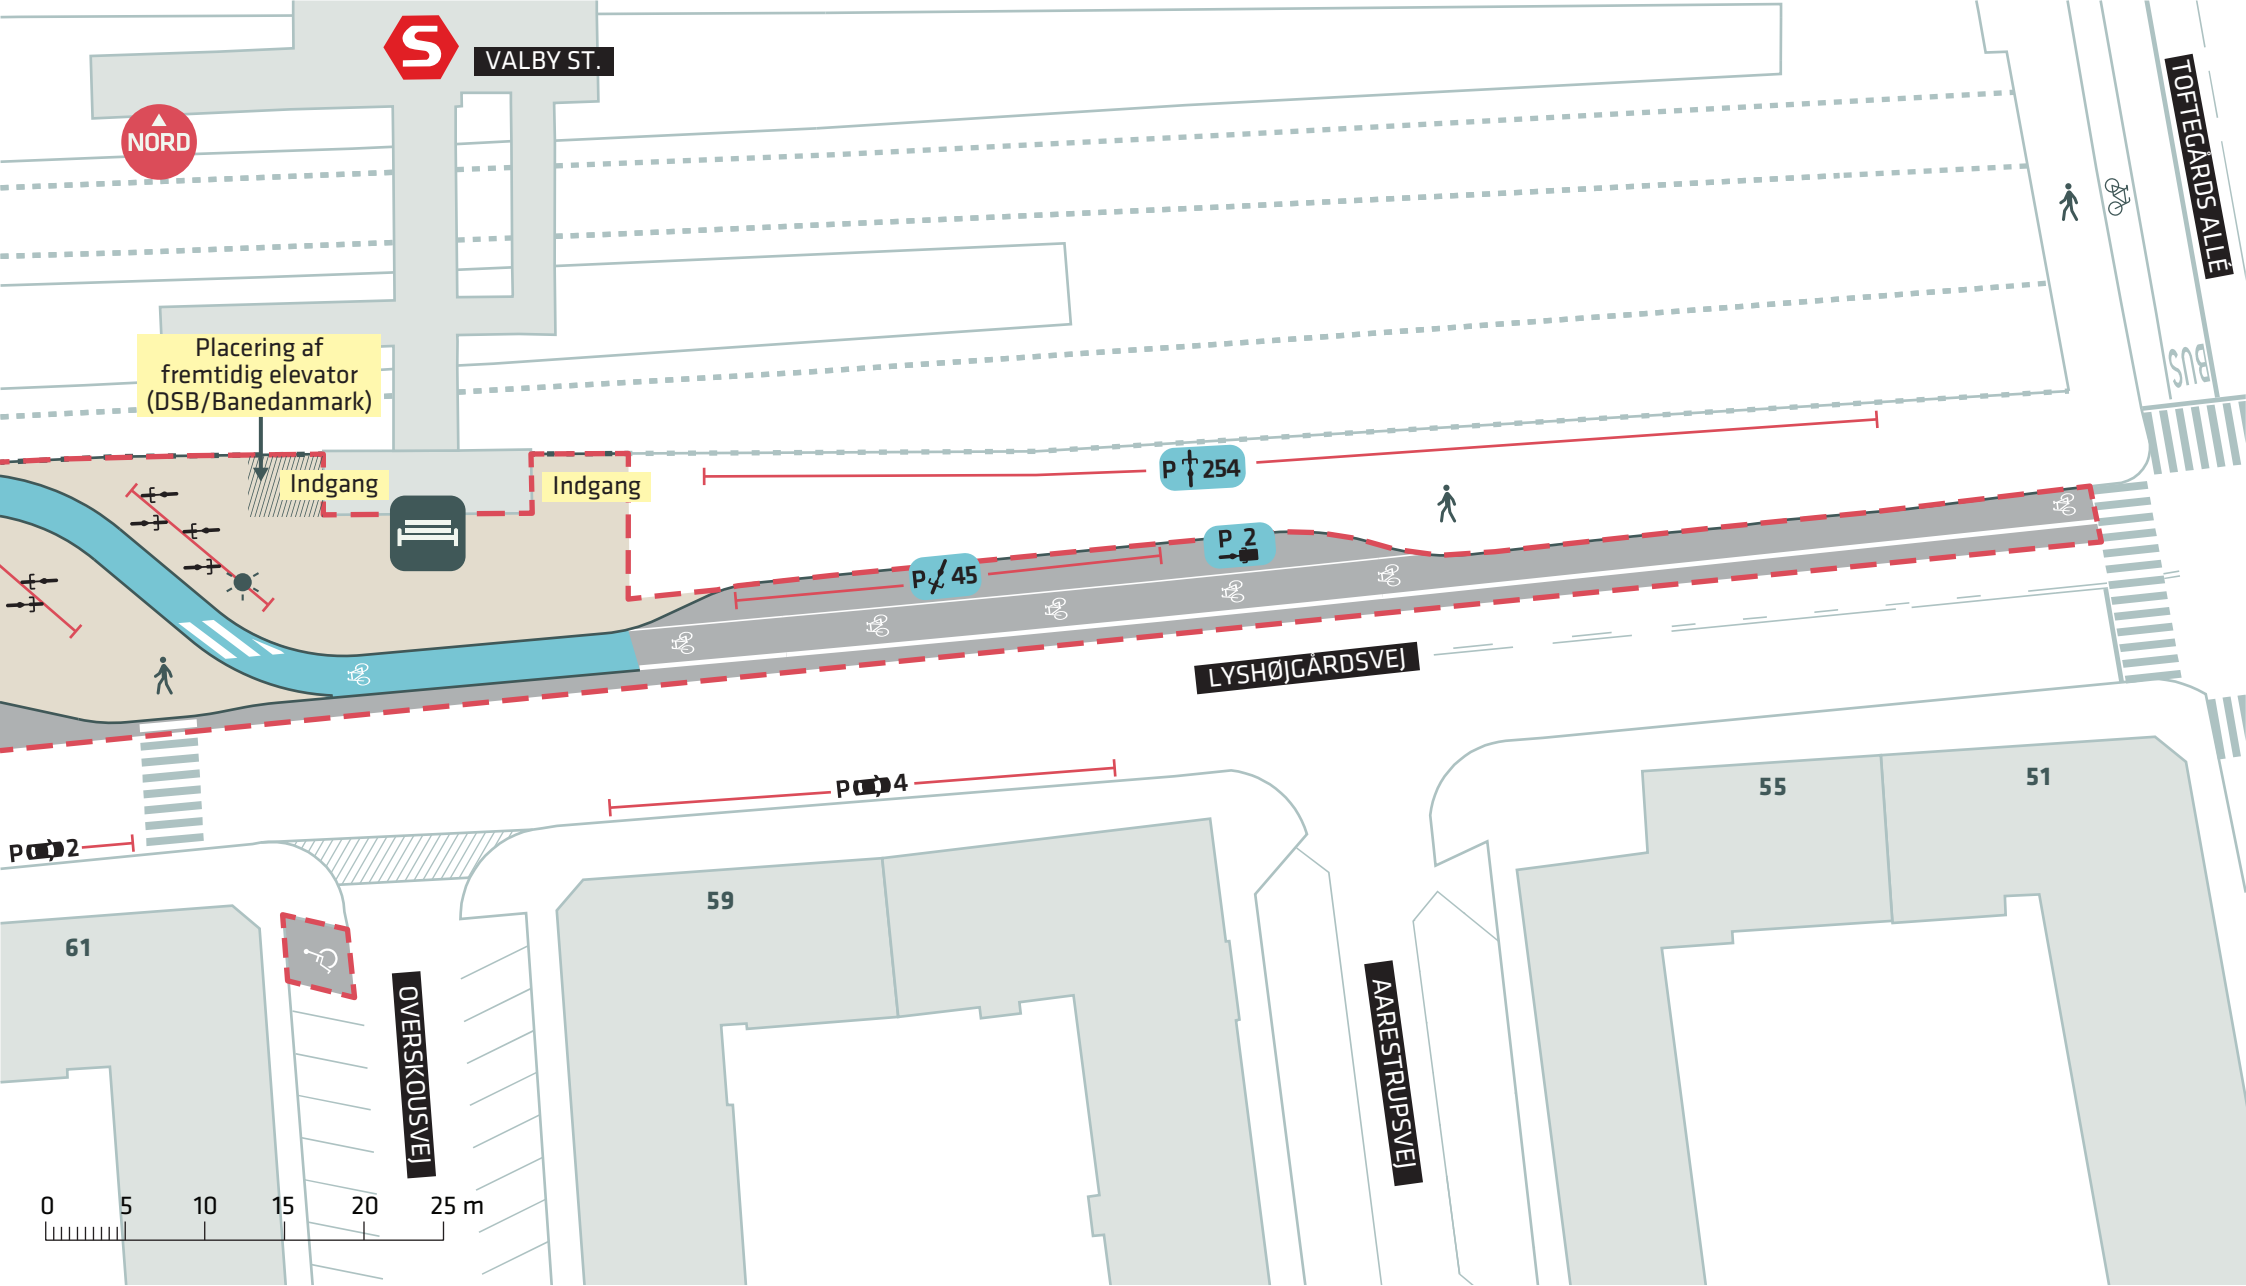 S
VALBY ST.
NORD
TOFTEGÅRDS ALLÉ
BUS
Placering af
fremtidig elevator
(DSB/Banedanmark)
Indgang
Indgang
P 254
P 2
P 45
LYSHØJGÅRDSVEJ
P 4
P 2
55
51
59
61
OVERSKOUSVEJ
AARESTRUPSVEJ
0 5 10 15 20 25 m